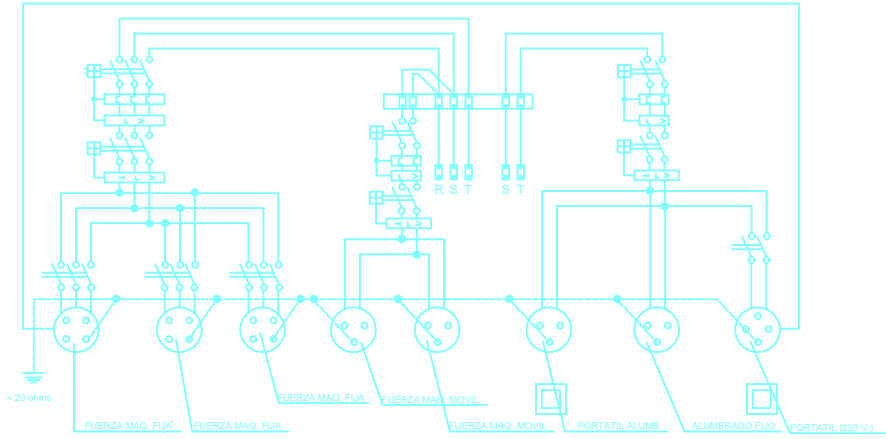 R S T S T
< 20 ohms
FUERZA MAQ. FIJA
FUERZA MAQ. MOVIL
FUERZA MAQ. FIJA
FUERZA MAQ. FIJA
FUERZA MAQ. MOVIL
PORTATIL ALUMB.
ALUMBRADO FIJO
PORTATIL (220 V.)